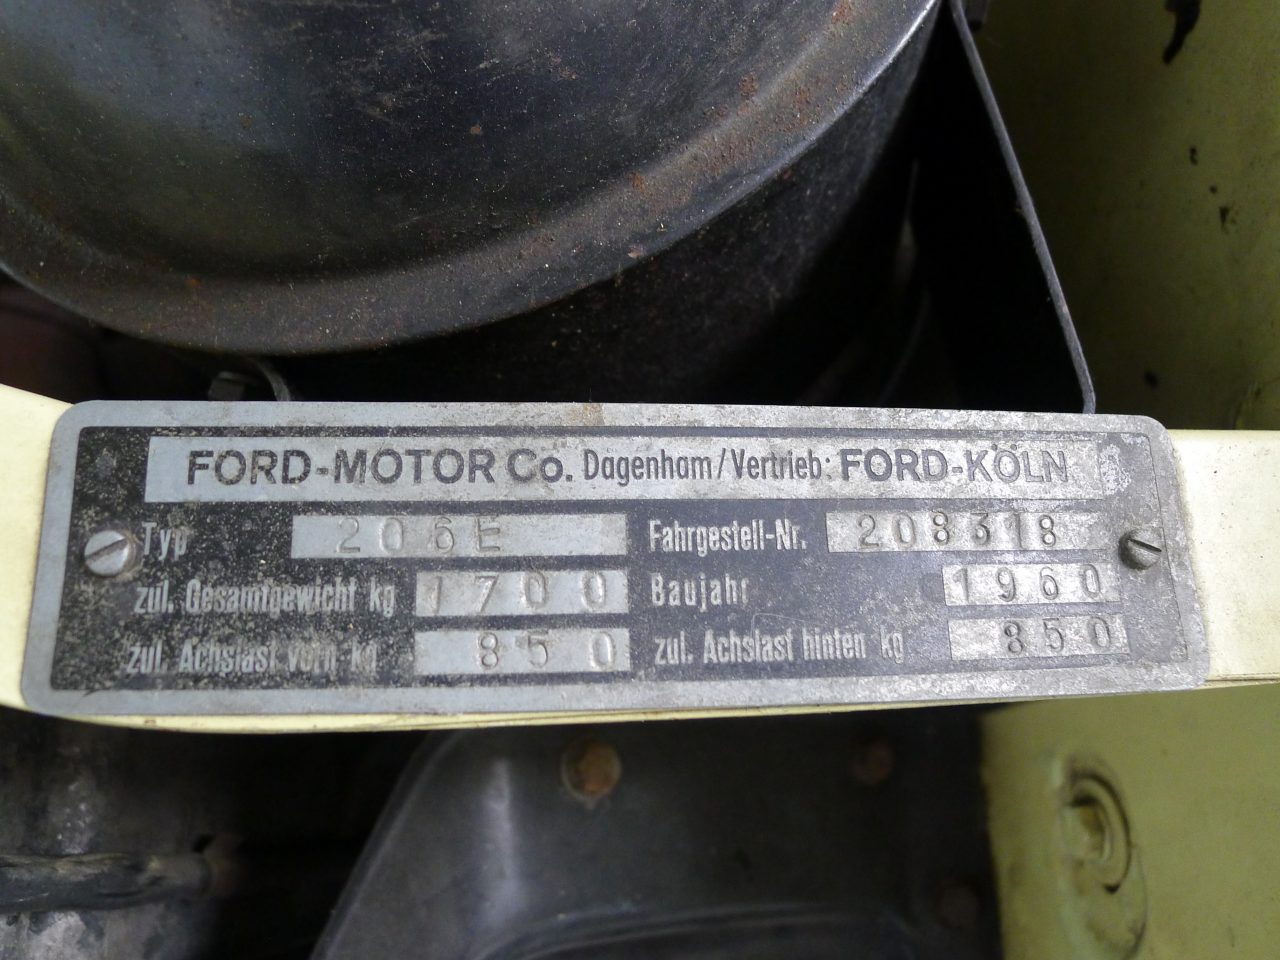 FORD-MOTOR Co. Dagenham/Vertrieb: FORD-KÖLN
Typ 206E Fahrgestell-Nr. 208318
zul. Gesamtgewicht kg 1700 Baujahr 1960
zul. Achslast vorn kg 850 zul. Achslast hinten kg 850